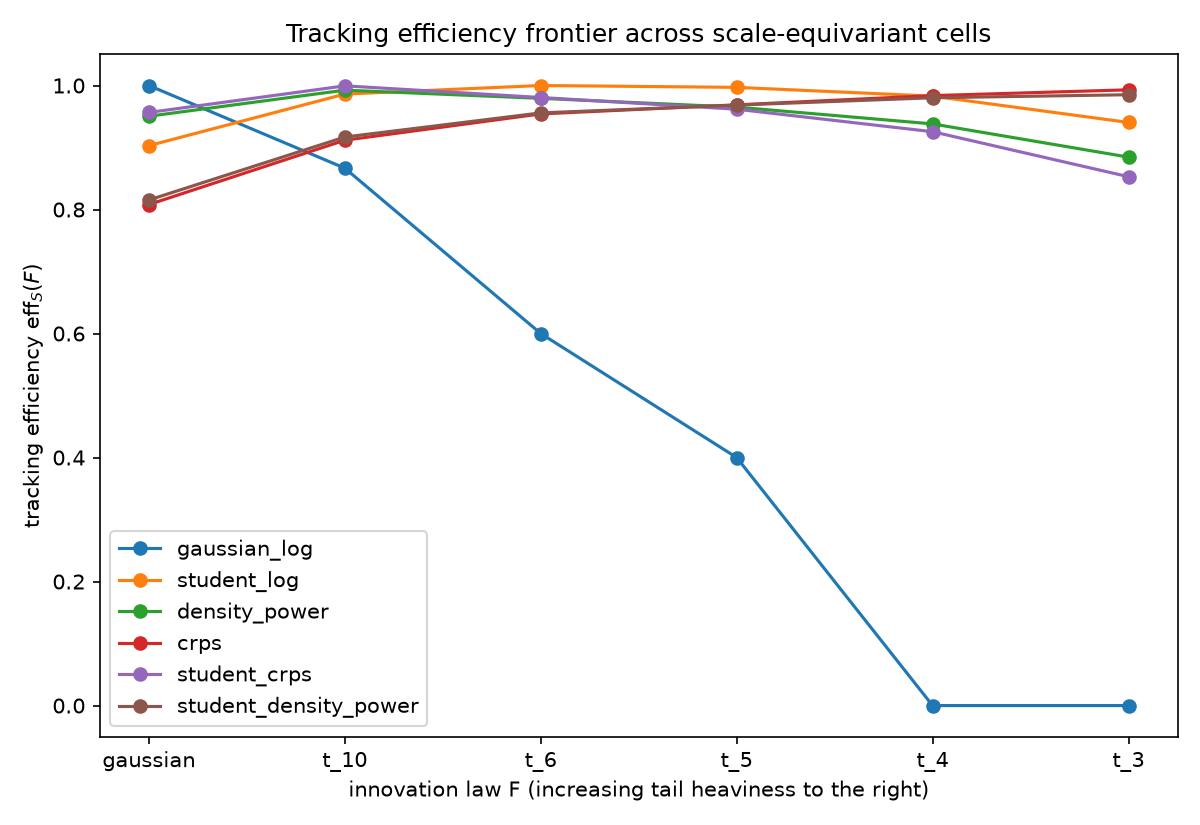 Tracking efficiency frontier across scale-equivariant cells
tracking efficiency eff_S(F)
1.0
0.8
0.6
0.4
0.2
0.0
gaussian_log
student_log
density_power
crps
student_crps
student_density_power
gaussian t_10 t_6 t_5 t_4 t_3
innovation law F (increasing tail heaviness to the right)